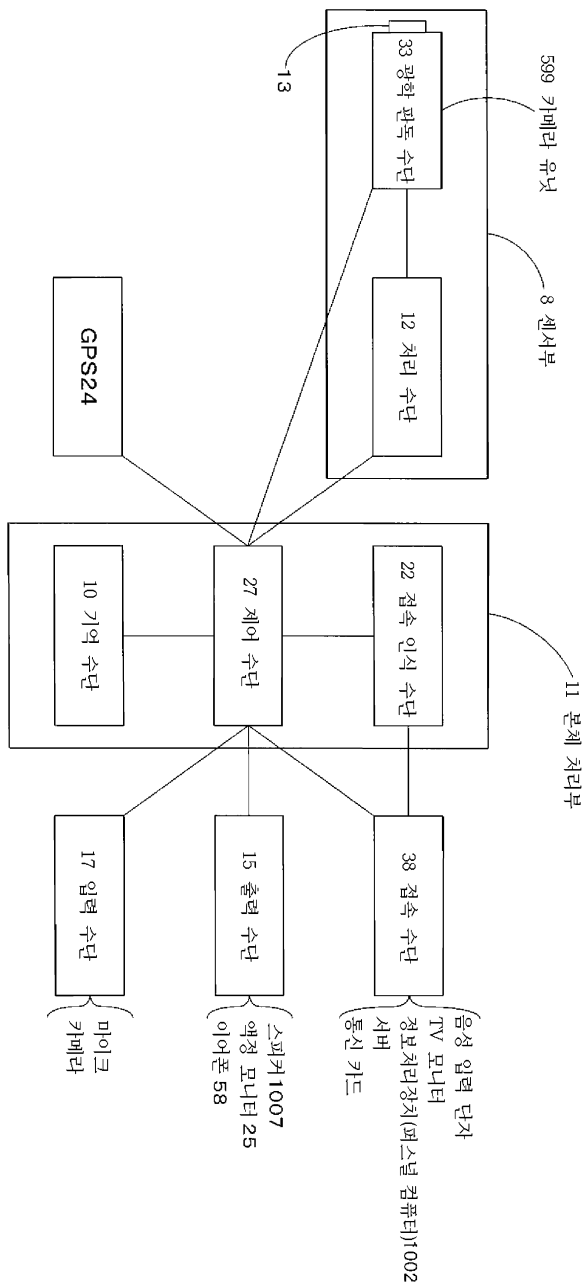 599 카메라 유닛
8 센서부
33 광학 판독 수단
13
12 처리 수단
GPS24
11 본체 처리부
22 접속 인식 수단
27 제어 수단
10 기억 수단
38 접속 수단
음성 입력 단자
TV 모니터
정보처리장치(퍼스널 컴퓨터)1002
서버
통신 카드
15 출력 수단
스피커1007
액정 모니터 25
이어폰 58
17 입력 수단
마이크
카메라